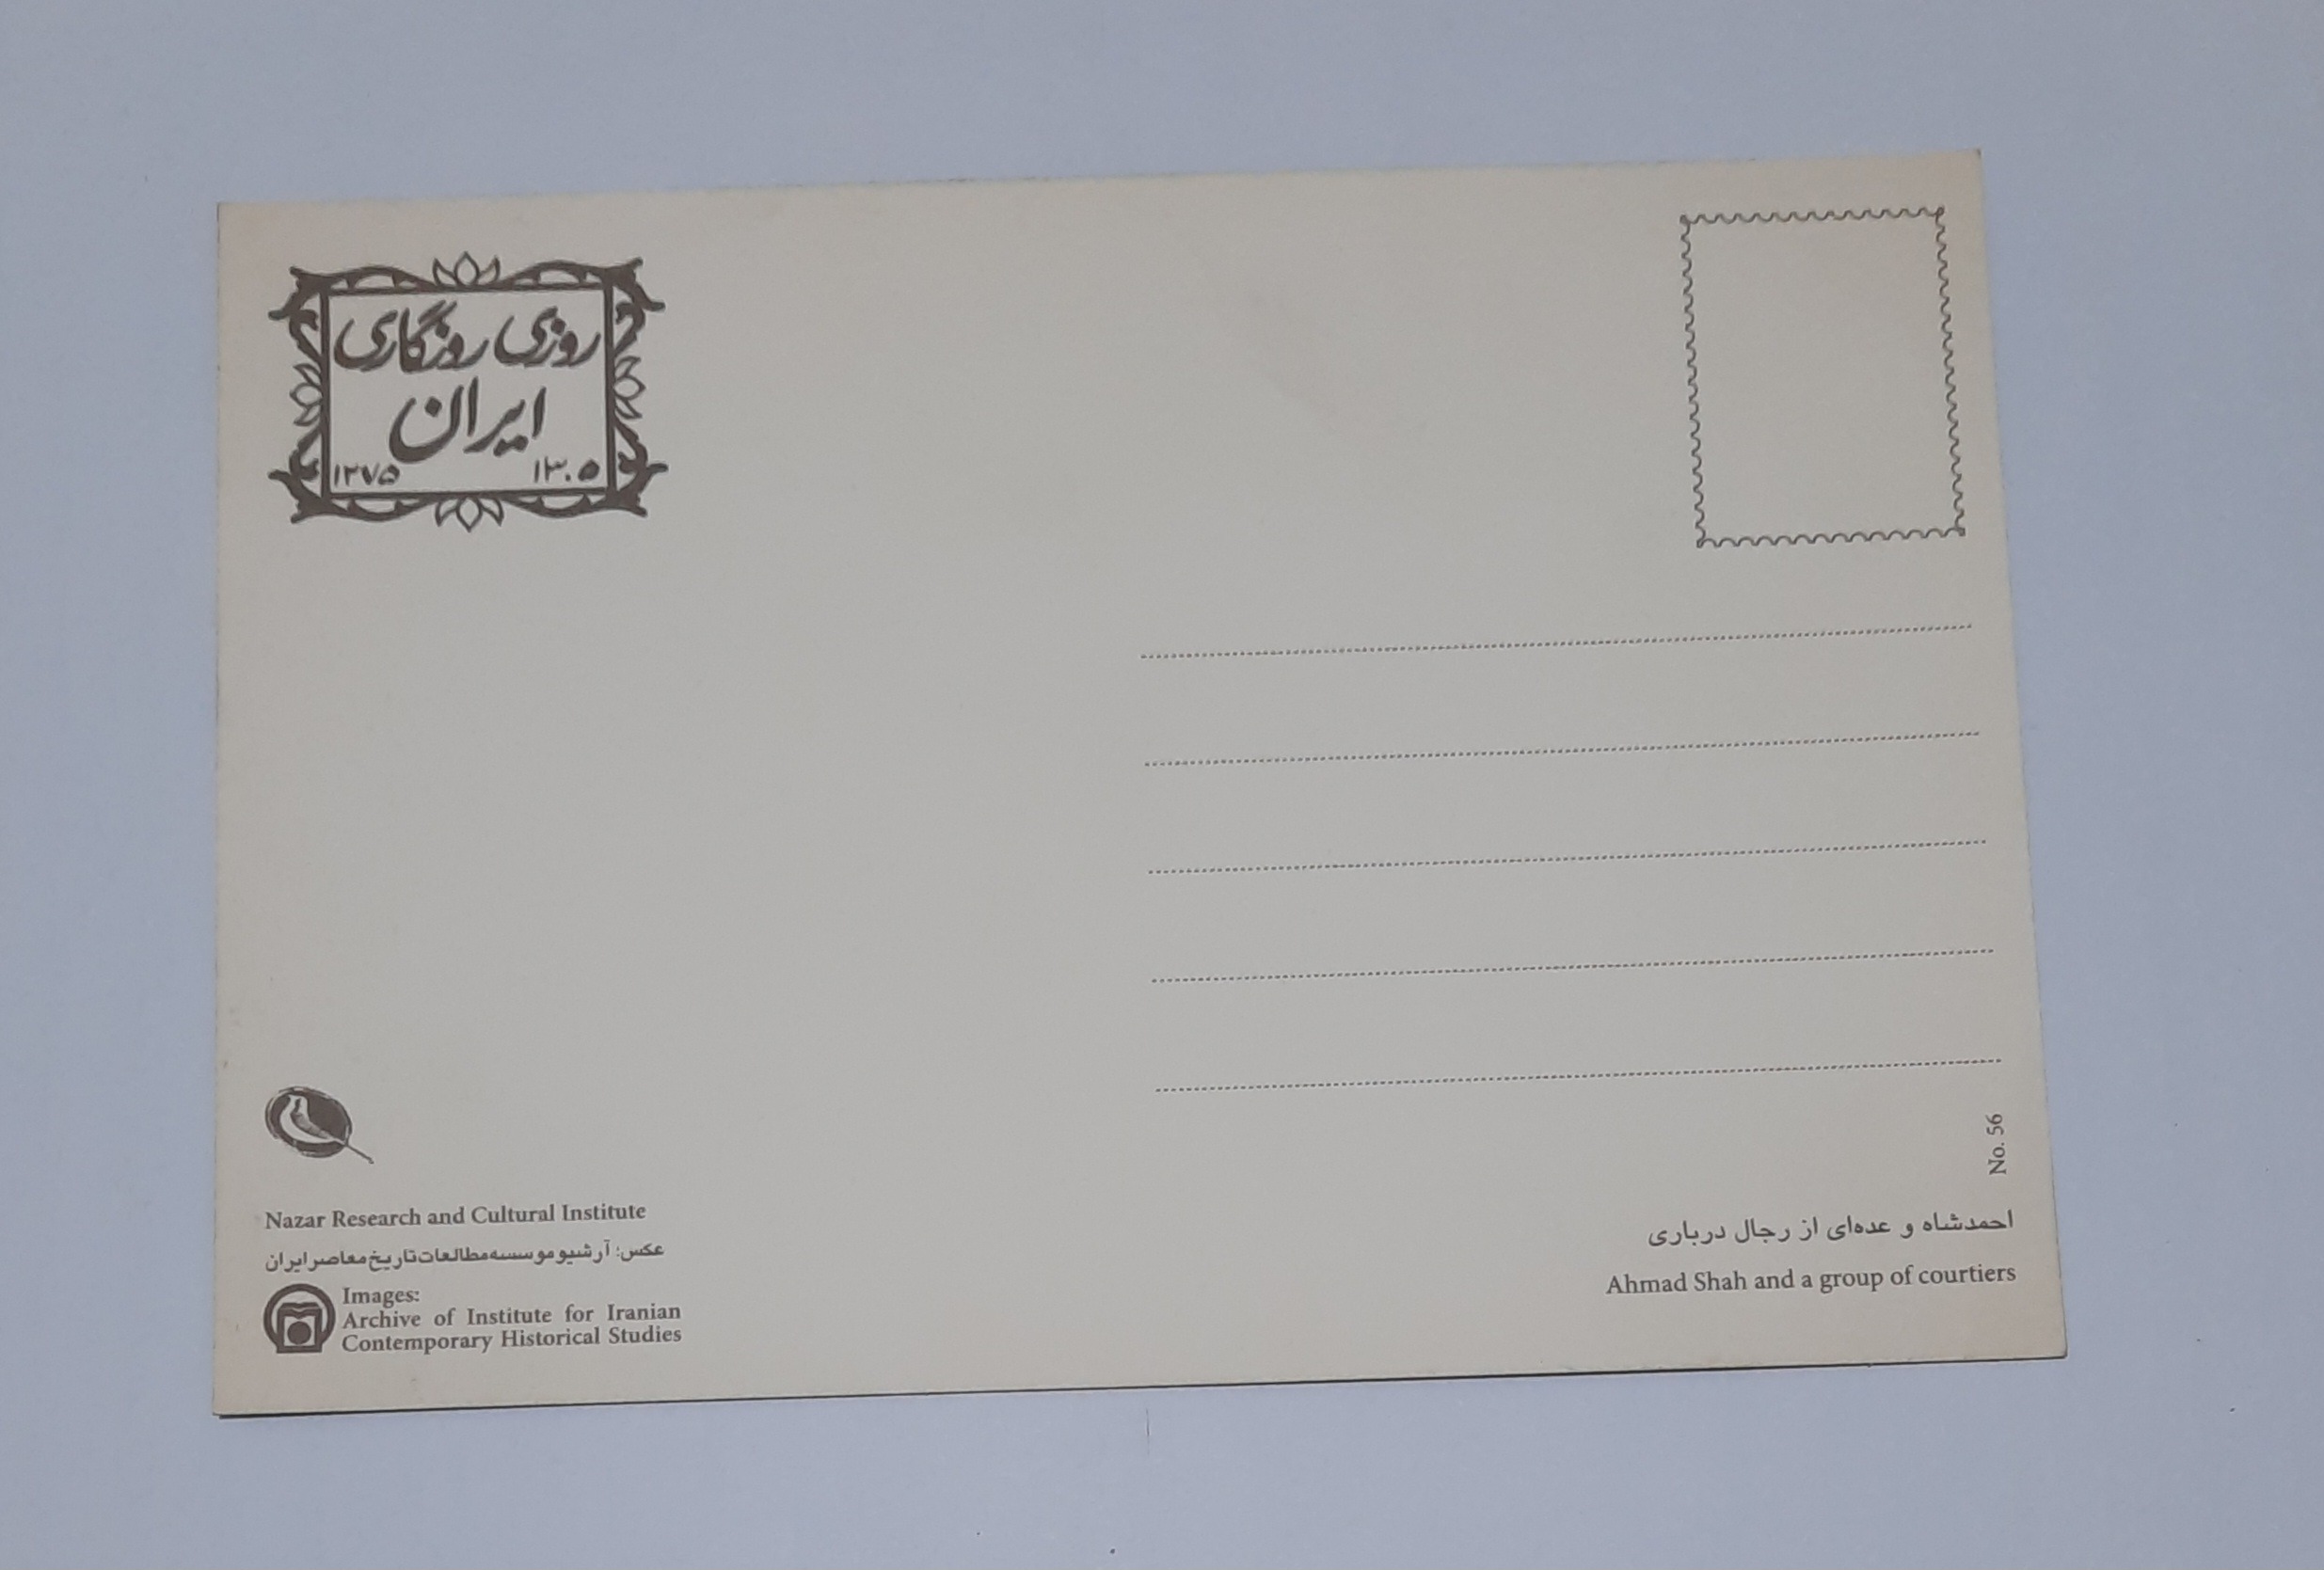 روزی روزگاری
ایران
۱۳۰۵ ۱۲۷۵
No. 56
Nazar Research and Cultural Institute
عکس: آرشیو موسسه مطالعات تاریخ معاصر ایران
Images:
Archive of Institute for Iranian
Contemporary Historical Studies
احمدشاه و عده‌ای از رجال درباری
Ahmad Shah and a group of courtiers